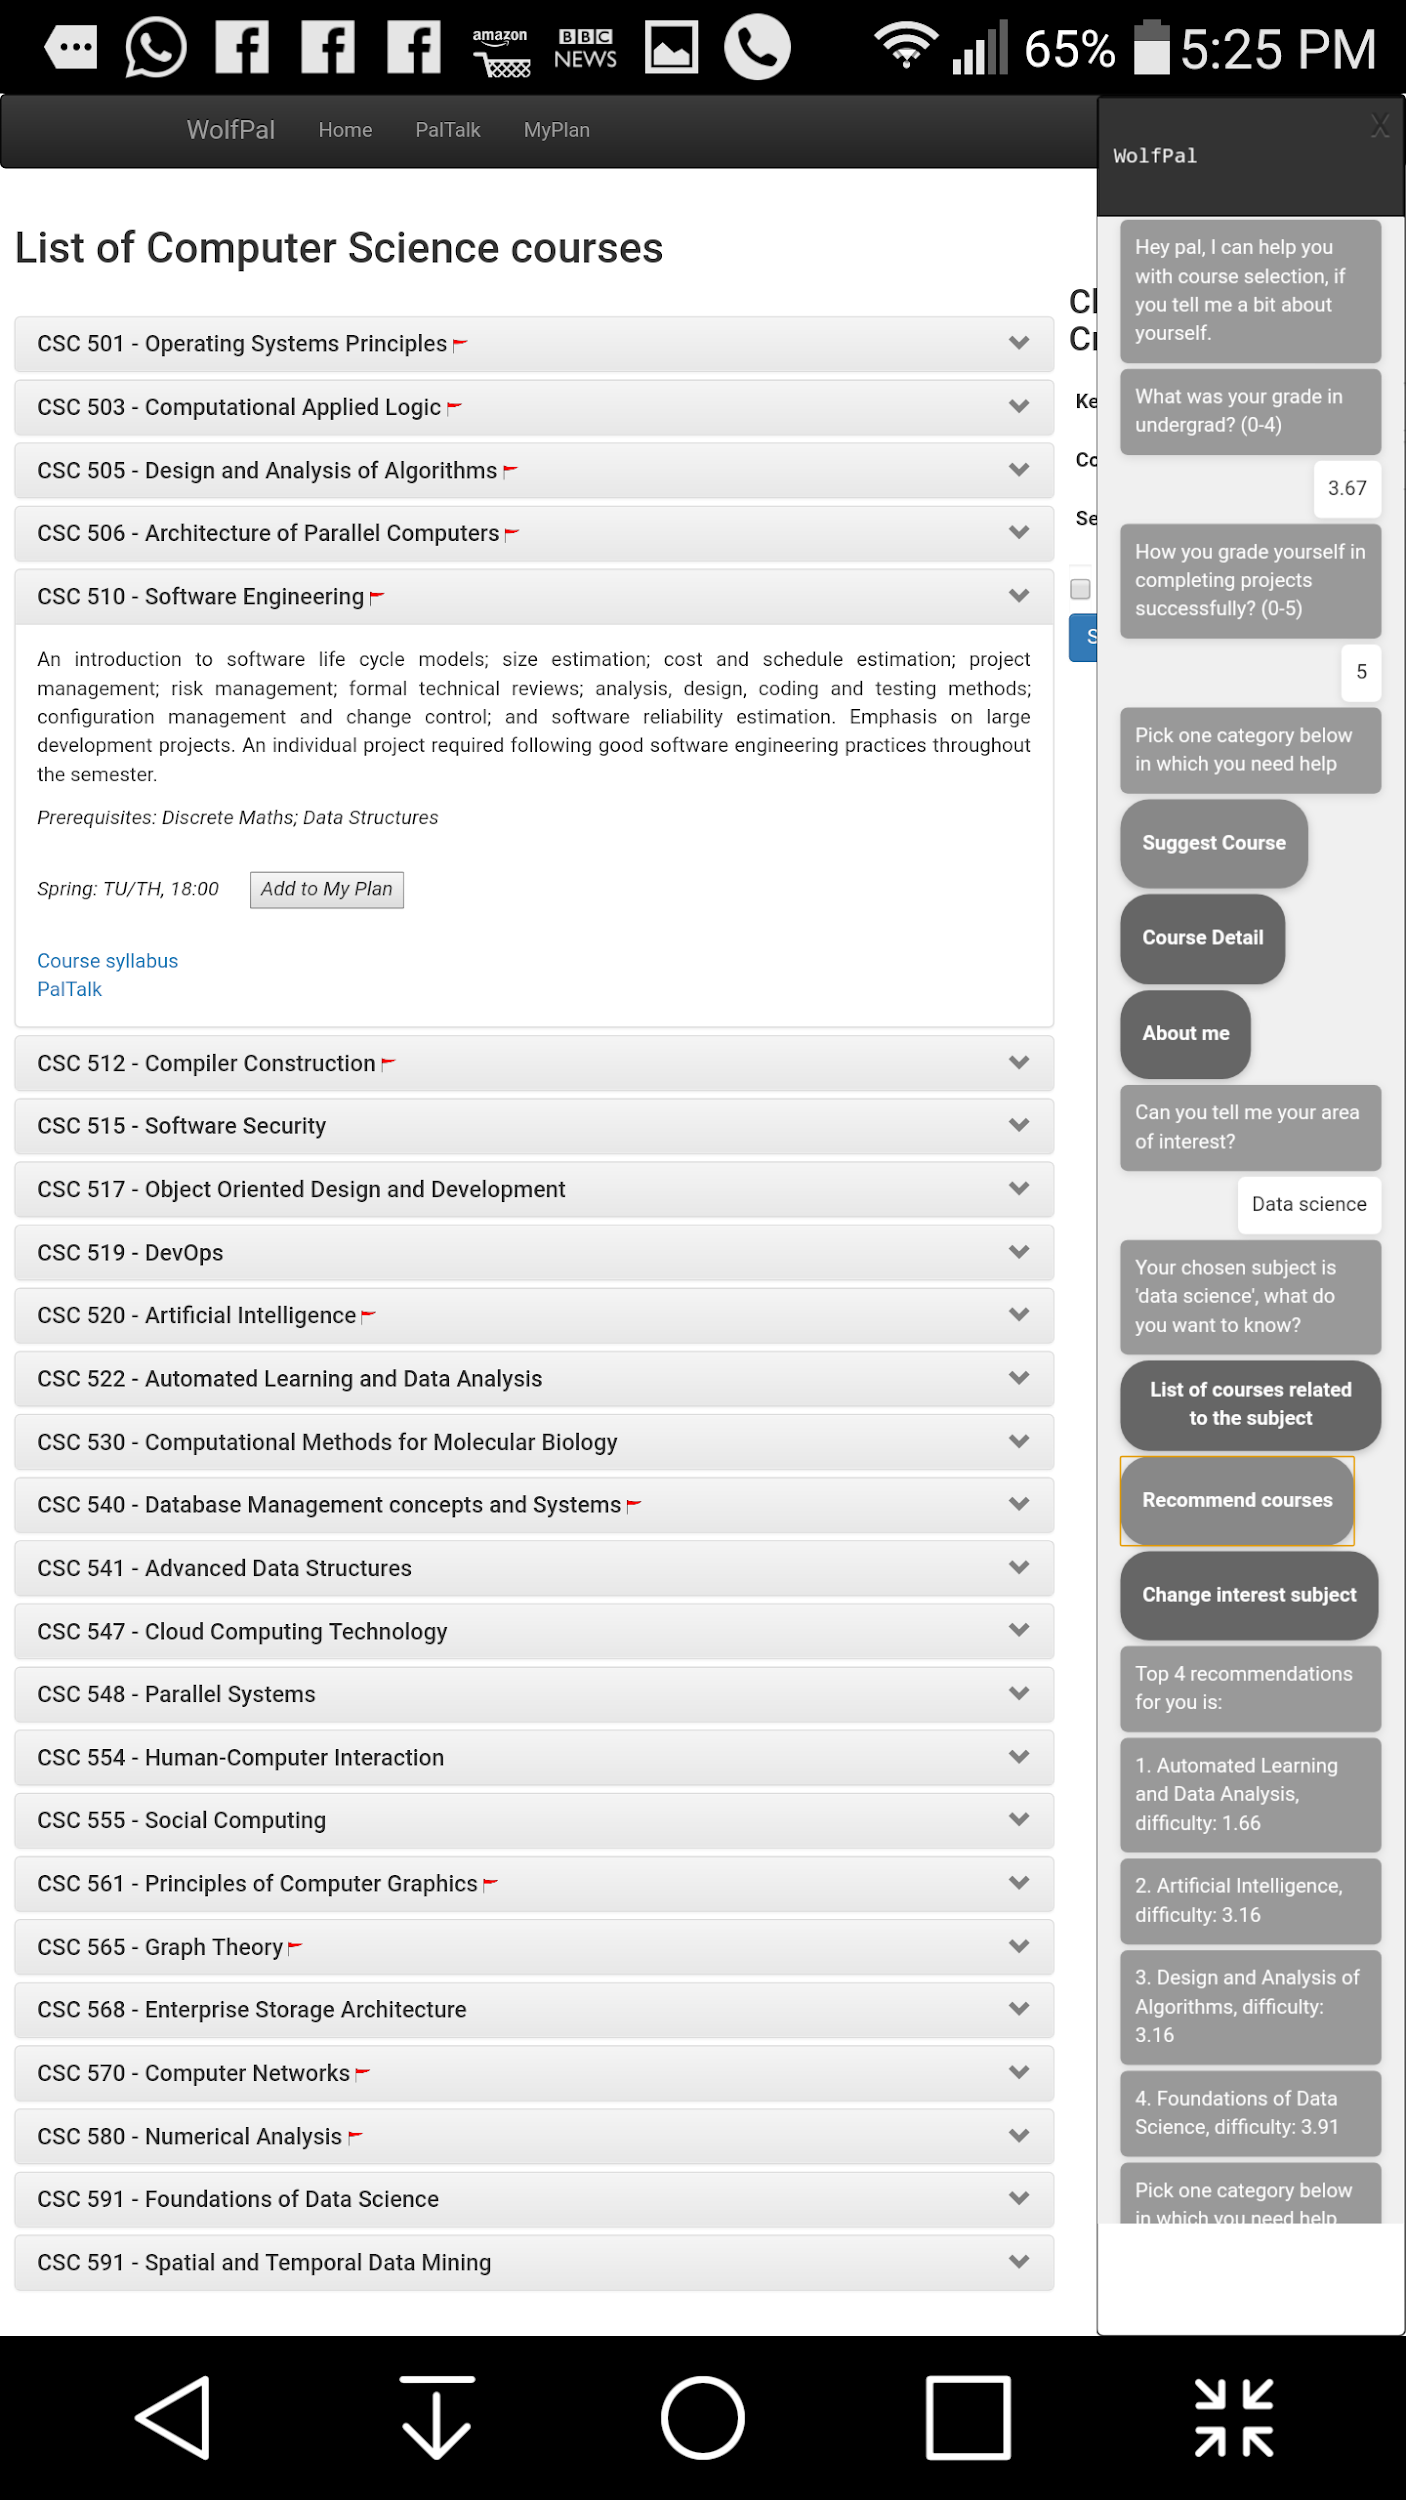 amazon
BBC
NEWS
65%
5:25 PM
WolfPal
Home
PalTalk
MyPlan
List of Computer Science courses
CSC 501 - Operating Systems Principles
CSC 503 - Computational Applied Logic
CSC 505 - Design and Analysis of Algorithms
CSC 506 - Architecture of Parallel Computers
CSC 510 - Software Engineering
An introduction to software life cycle models; size estimation; cost and schedule estimation; project
management; risk management; formal technical reviews; analysis, design, coding and testing methods;
configuration management and change control; and software reliability estimation. Emphasis on large
development projects. An individual project required following good software engineering practices throughout
the semester.
Prerequisites: Discrete Maths; Data Structures
Spring: TU/TH, 18:00
Add to My Plan
Course syllabus
PalTalk
CSC 512 - Compiler Construction
CSC 515 - Software Security
CSC 517 - Object Oriented Design and Development
CSC 519 - DevOps
CSC 520 - Artificial Intelligence
CSC 522 - Automated Learning and Data Analysis
CSC 530 - Computational Methods for Molecular Biology
CSC 540 - Database Management concepts and Systems
CSC 541 - Advanced Data Structures
CSC 547 - Cloud Computing Technology
CSC 548 - Parallel Systems
CSC 554 - Human-Computer Interaction
CSC 555 - Social Computing
CSC 561 - Principles of Computer Graphics
CSC 565 - Graph Theory
CSC 568 - Enterprise Storage Architecture
CSC 570 - Computer Networks
CSC 580 - Numerical Analysis
CSC 591 - Foundations of Data Science
CSC 591 - Spatial and Temporal Data Mining
Ke
Co
Se
X
WolfPal
Hey pal, I can help you
with course selection, if
you tell me a bit about
yourself.
What was your grade in
undergrad? (0-4)
3.67
How you grade yourself in
completing projects
successfully? (0-5)
5
Pick one category below
in which you need help
Suggest Course
Course Detail
About me
Can you tell me your area
of interest?
Data science
Your chosen subject is
'data science', what do
you want to know?
List of courses related
to the subject
Recommend courses
Change interest subject
Top 4 recommendations
for you is:
1. Automated Learning
and Data Analysis,
difficulty: 1.66
2. Artificial Intelligence,
difficulty: 3.16
3. Design and Analysis of
Algorithms, difficulty:
3.16
4. Foundations of Data
Science, difficulty: 3.91
Pick one category below
in which you need help